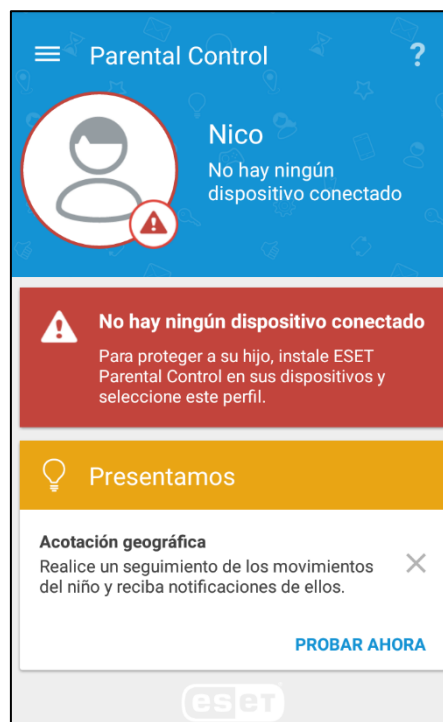 Parental Control
?
Nico
No hay ningún
dispositivo conectado
No hay ningún dispositivo conectado
Para proteger a su hijo, instale ESET
Parental Control en sus dispositivos y
seleccione este perfil.
Presentamos
Acotación geográfica
Realice un seguimiento de los movimientos
del niño y reciba notificaciones de ellos.
PROBAR AHORA
eseT